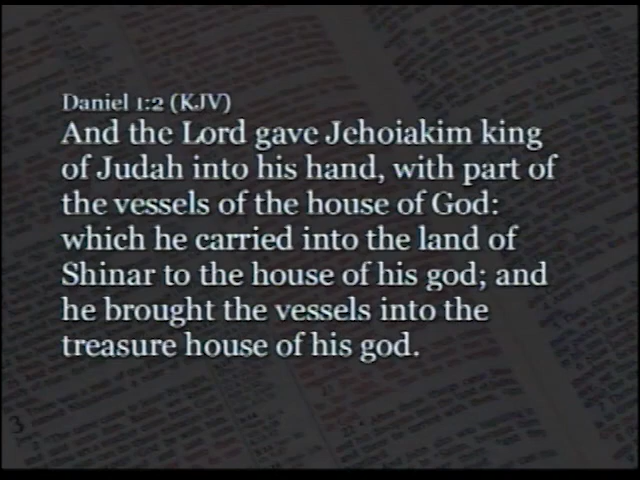 Daniel 1:2 (KJV)
And the Lord gave Jehoiakim king
of Judah into his hand, with part of
the vessels of the house of God:
which he carried into the land of
Shinar to the house of his god; and
he brought the vessels into the
treasure house of his god.
3